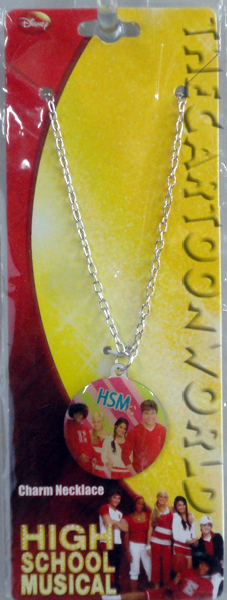 Disney
THECARTOONWORLD
HSM
Charm Necklace
HIGH
SCHOOL
MUSICAL